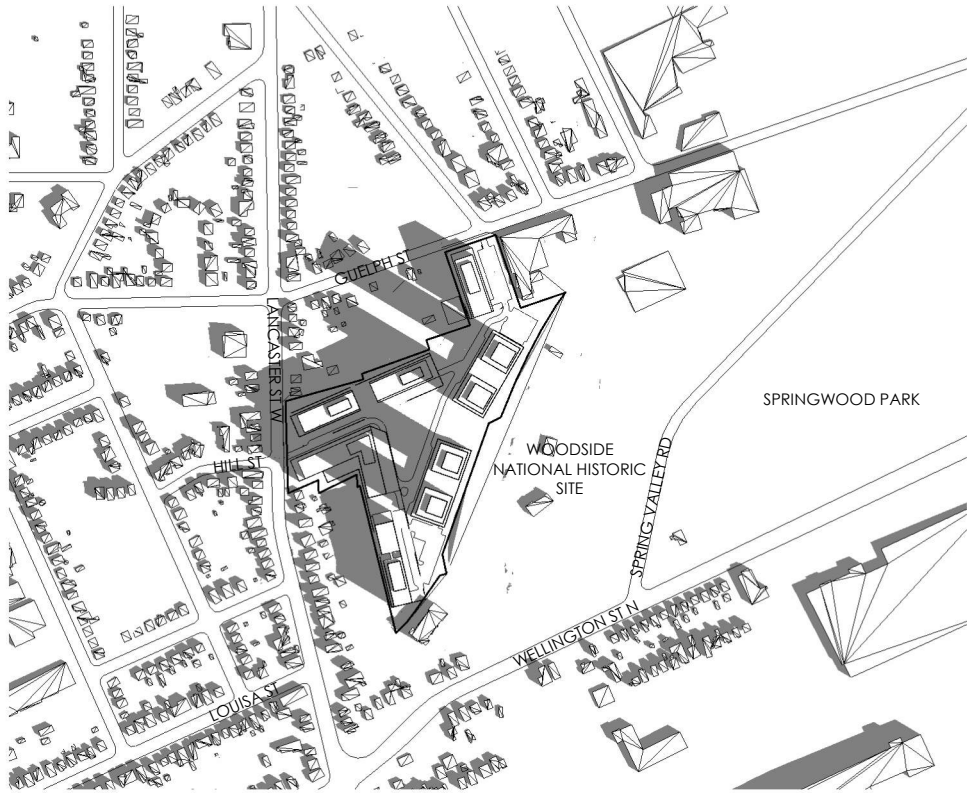 GUELPH ST
LANCASTER ST W
SPRINGWOOD PARK
WOODSIDE
NATIONAL HISTORIC
SITE
HILL ST
SPRING VALLEY RD
WELLINGTON ST N
LOUISA ST